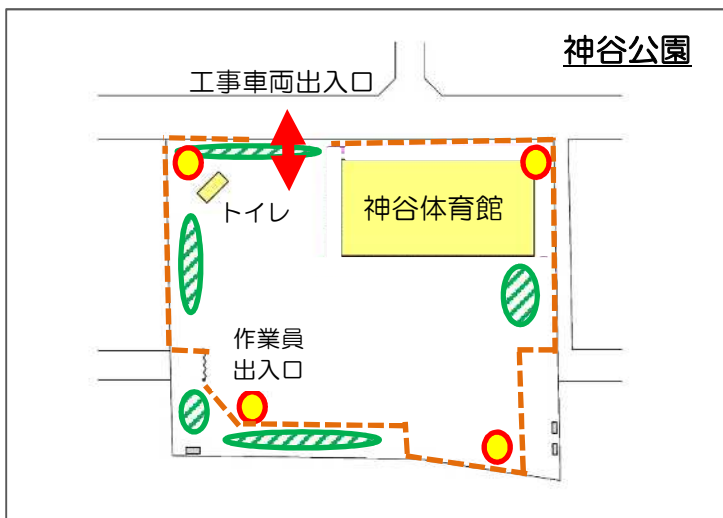 神谷公園
工事車両出入口
トイレ
神谷体育館
作業員
出入口